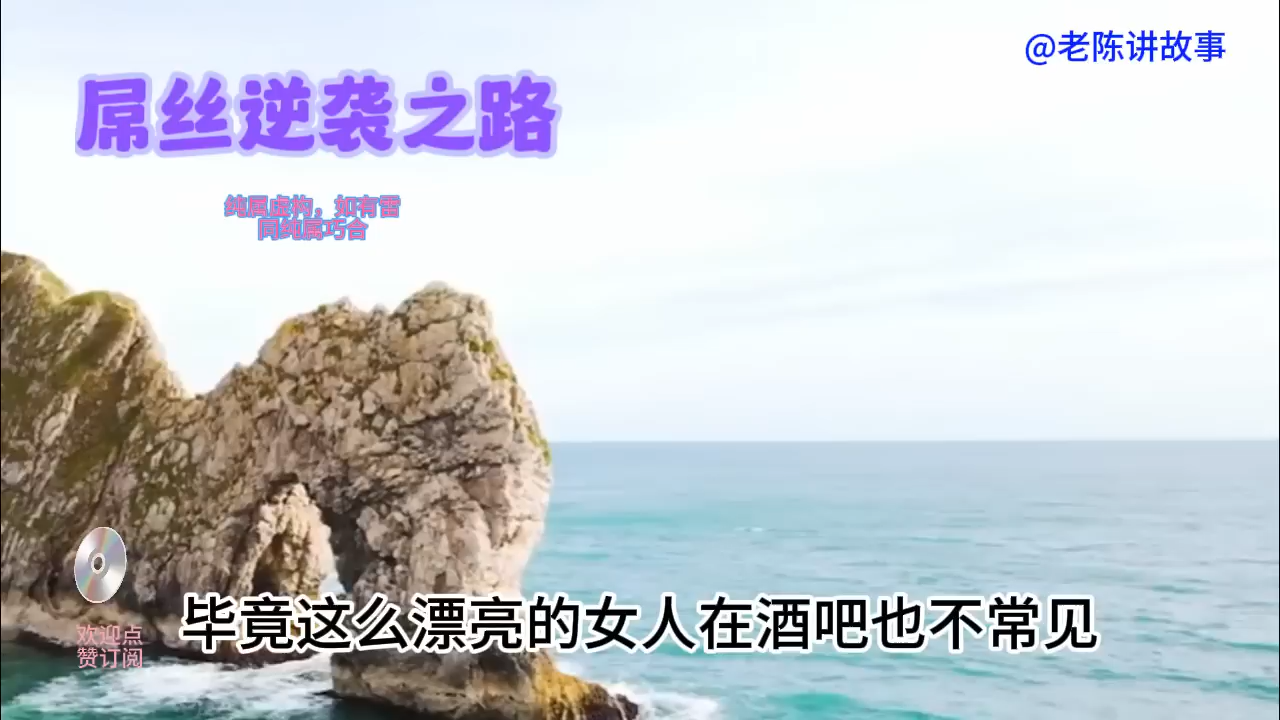 @老陈讲故事
屌丝逆袭之路
纯属虚构，如有雷
同纯属巧合
欢迎点
赞订阅
毕竟这么漂亮的女人在酒吧也不常见